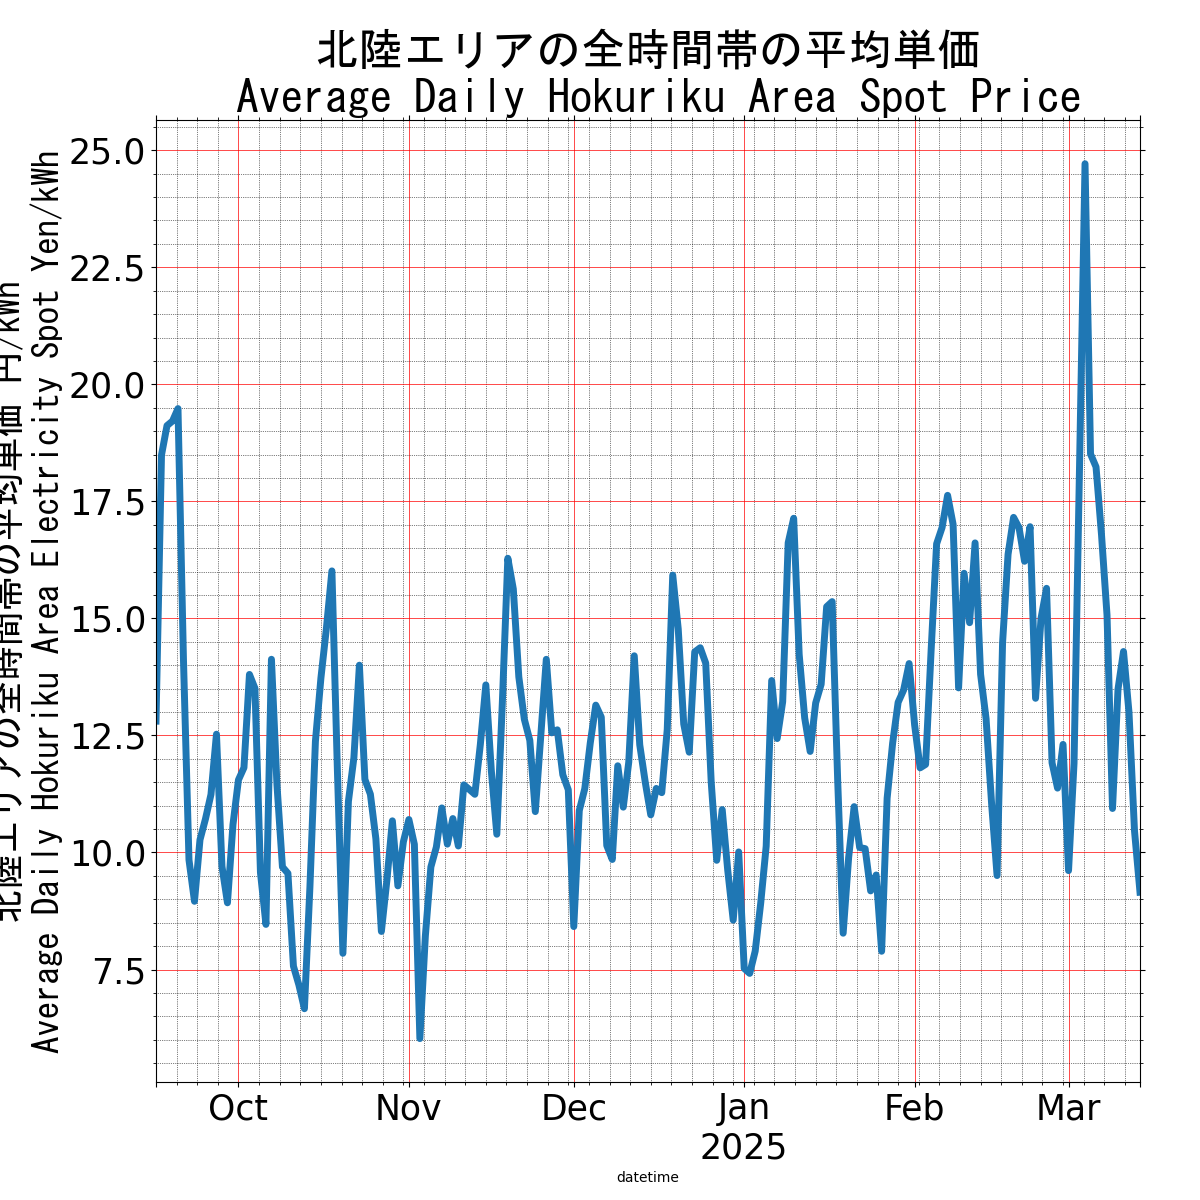 北陸エリアの全時間帯の平均単価
Average Daily Hokuriku Area Spot Price
北陸エリアの全時間帯の平均単価 円/kWh
Average Daily Hokuriku Area Electricity Spot Yen/kWh
25.0
22.5
20.0
17.5
15.0
12.5
10.0
7.5
Oct
Nov
Dec
Jan
2025
Feb
Mar
datetime